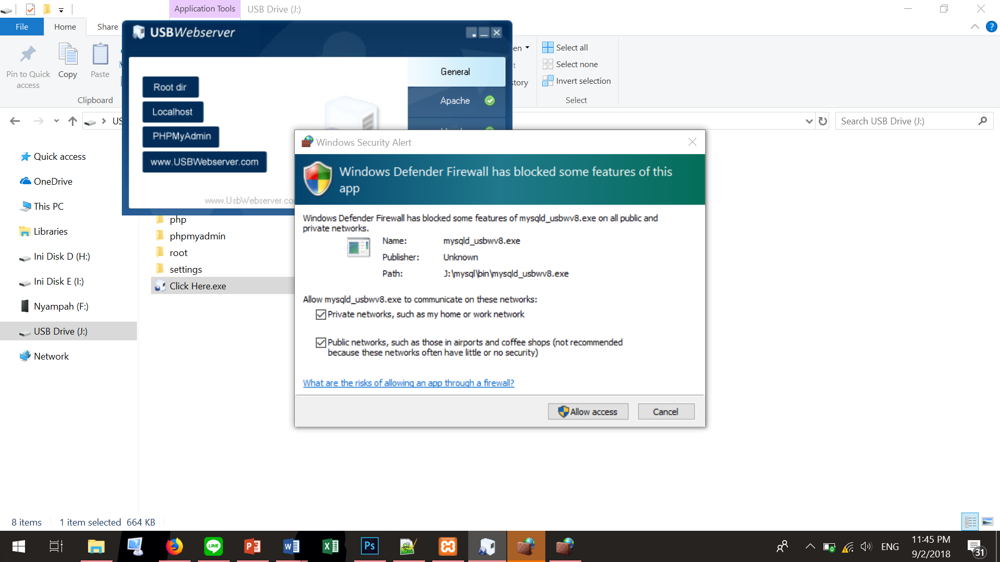 Application Tools
USB Drive (J:)
File
Home
Share
Pin to Quick
access
Copy
Paste
Clipboard
Select all
Select none
Invert selection
Select
USBWebserver
Root dir
Localhost
PHPMyAdmin
www.USBWebserver.com
www.UsbWebserver.co
General
Apache
Search USB Drive (J:)
Quick access
OneDrive
This PC
Libraries
Ini Disk D (H:)
Ini Disk E (I:)
Nyampah (F:)
USB Drive (J:)
Network
php
phpmyadmin
root
settings
Click Here.exe
Windows Security Alert
Windows Defender Firewall has blocked some features of this
app
Windows Defender Firewall has blocked some features of mysqld_usbwv8.exe on all public and
private networks.
Name: mysqld_usbwv8.exe
Publisher: Unknown
Path: J:\mysql\bin\mysqld_usbwv8.exe
Allow mysqld_usbwv8.exe to communicate on these networks:
Private networks, such as my home or work network
Public networks, such as those in airports and coffee shops (not recommended
because these networks often have little or no security)
What are the risks of allowing an app through a firewall?
Allow access
Cancel
8 items
1 item selected 664 KB
LINE
Ps
ENG
11:45 PM
9/2/2018
31